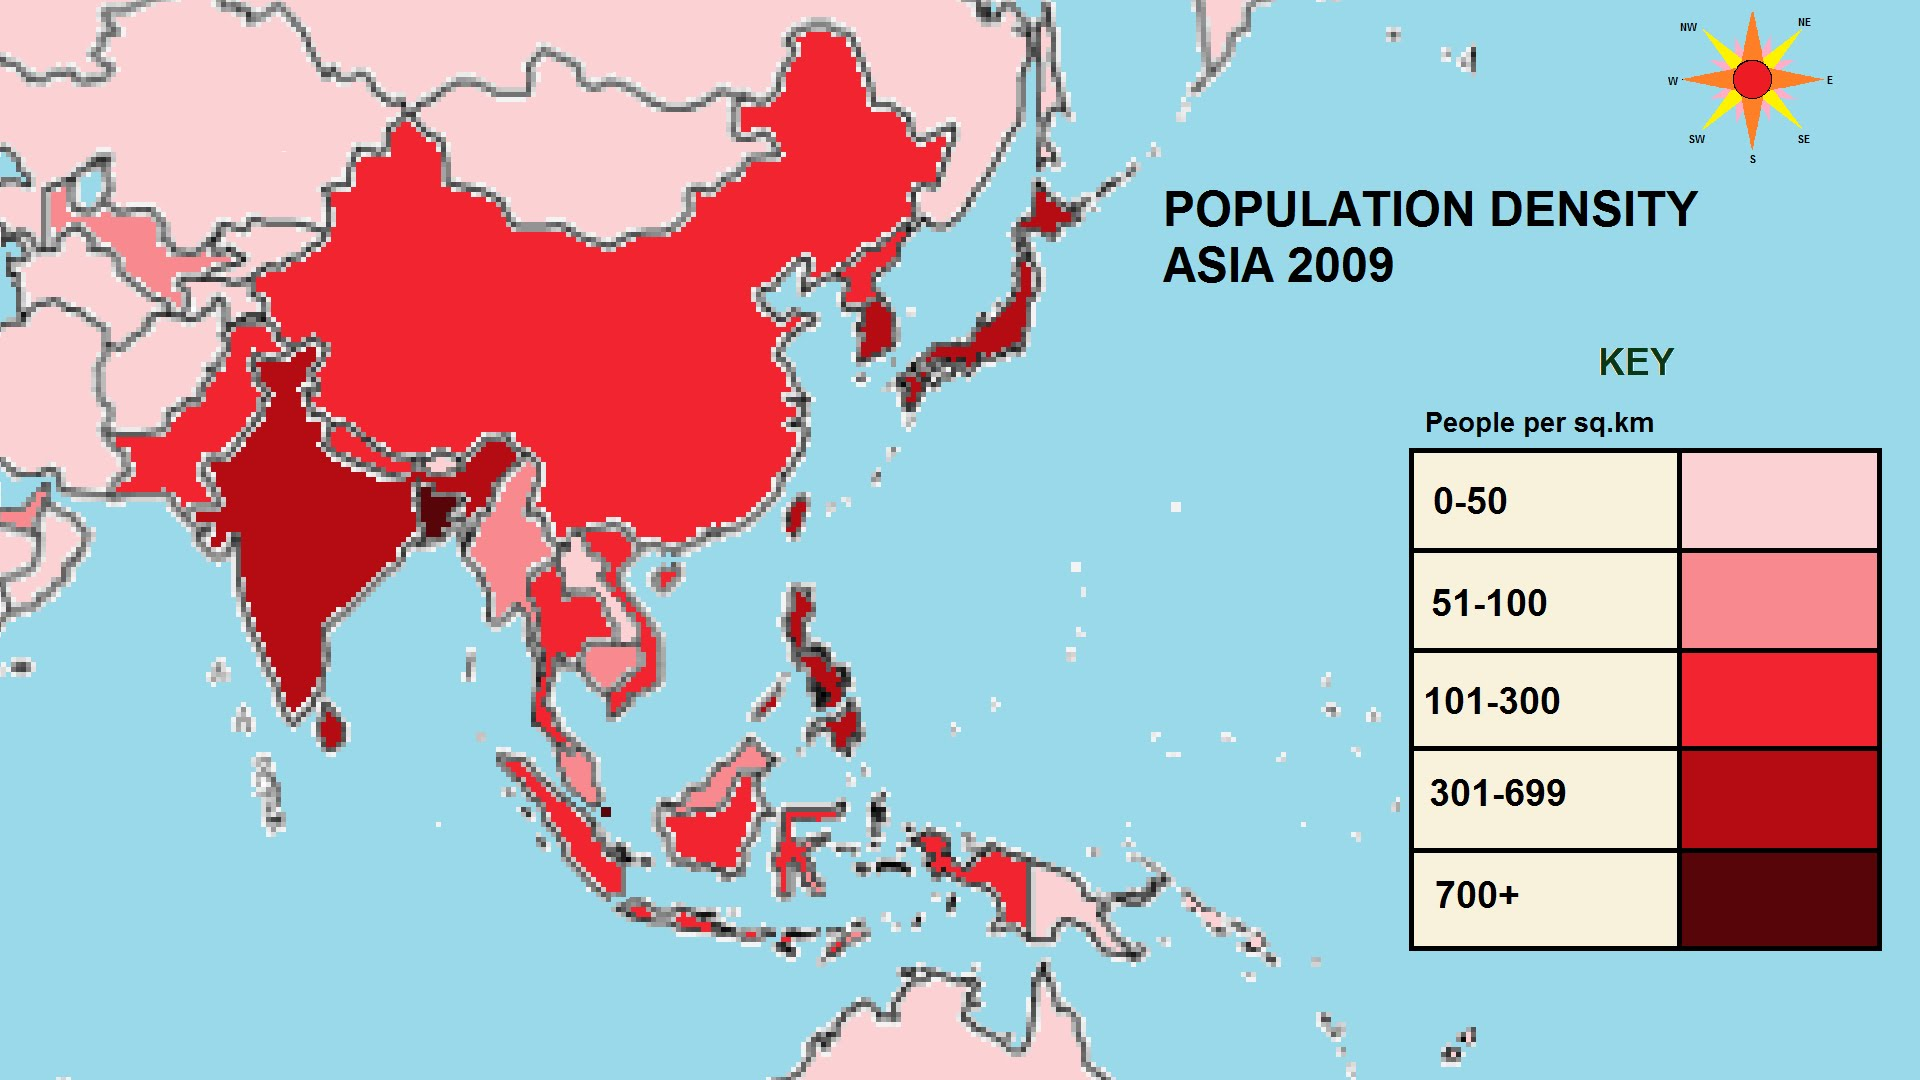 NW
NE
W
E
SW
SE
S
POPULATION DENSITY
ASIA 2009
KEY
People per sq.km
0-50
51-100
101-300
301-699
700+